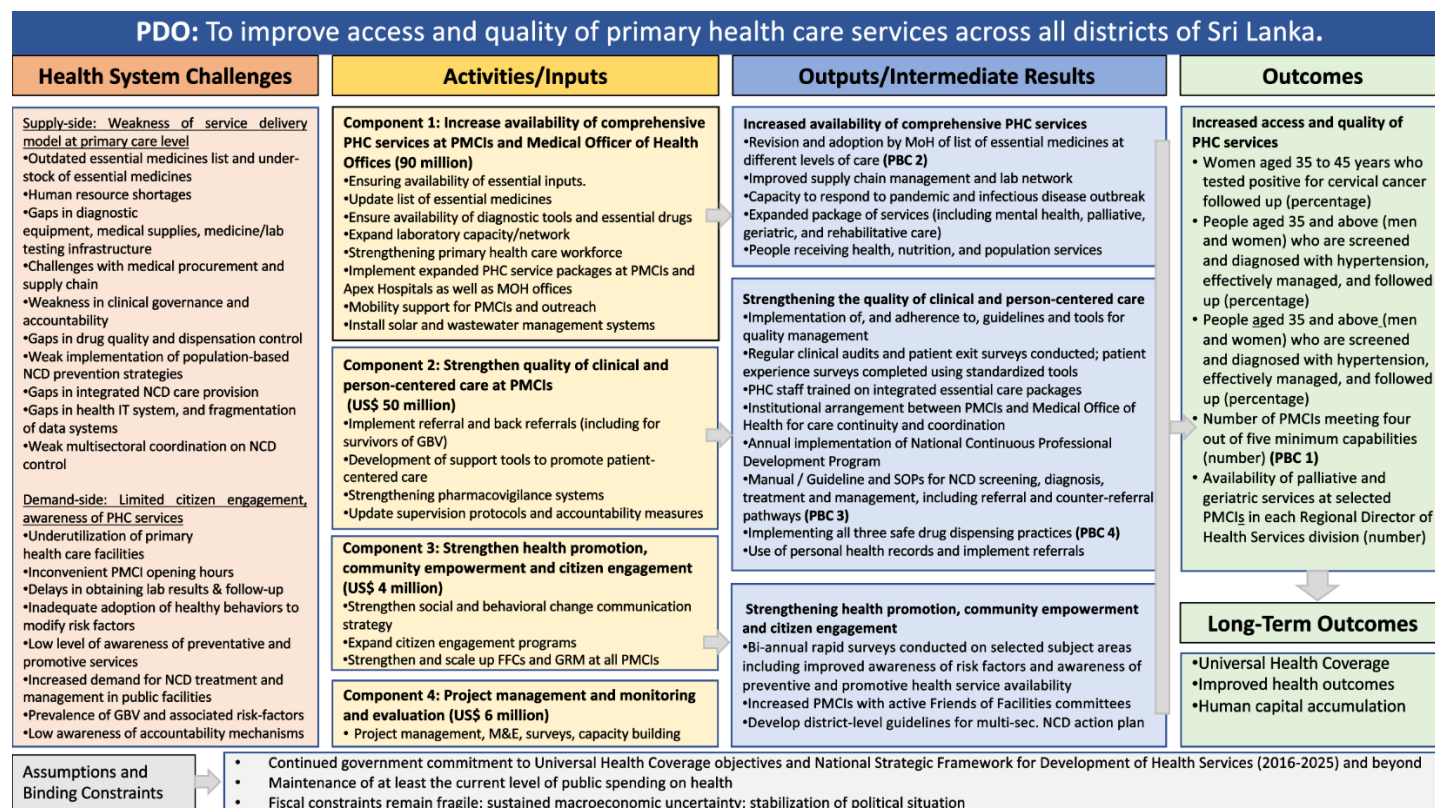 PDO: To improve access and quality of primary health care services across all districts of Sri Lanka.
Health System Challenges
Supply-side: Weakness of service delivery
model at primary care level
•Outdated essential medicines list and under-
stock of essential medicines
•Human resource shortages
•Gaps in diagnostic
equipment, medical supplies, medicine/lab
testing infrastructure
•Challenges with medical procurement and
supply chain
•Weakness in clinical governance and
accountability
•Gaps in drug quality and dispensation control
•Weak implementation of population-based
NCD prevention strategies
•Gaps in integrated NCD care provision
•Gaps in health IT system, and fragmentation
of data systems
•Weak multisectoral coordination on NCD
control
Demand-side: Limited citizen engagement,
awareness of PHC services
•Underutilization of primary
health care facilities
•Inconvenient PMCI opening hours
•Delays in obtaining lab results & follow-up
•Inadequate adoption of healthy behaviors to
modify risk factors
•Low level of awareness of preventative and
promotive services
•Increased demand for NCD treatment and
management in public facilities
•Prevalence of GBV and associated risk-factors
•Low awareness of accountability mechanisms
Activities/Inputs
Component 1: Increase availability of comprehensive
PHC services at PMCIs and Medical Officer of Health
Offices (90 million)
•Ensuring availability of essential inputs.
•Update list of essential medicines
•Ensure availability of diagnostic tools and essential drugs
•Expand laboratory capacity/network
•Strengthening primary health care workforce
•Implement expanded PHC service packages at PMCIs and
Apex Hospitals as well as MOH offices
•Mobility support for PMCIs and outreach
•Install solar and wastewater management systems
Component 2: Strengthen quality of clinical and
person-centered care at PMCIs
(US$ 50 million)
•Implement referral and back referrals (including for
survivors of GBV)
•Development of support tools to promote patient-
centered care
•Strengthening pharmacovigilance systems
•Update supervision protocols and accountability measures
Component 3: Strengthen health promotion,
community empowerment and citizen engagement
(US$ 4 million)
•Strengthen social and behavioral change communication
strategy
•Expand citizen engagement programs
•Strengthen and scale up FFCs and GRM at all PMCIs
Component 4: Project management and monitoring
and evaluation (US$ 6 million)
• Project management, M&E, surveys, capacity building
Outputs/Intermediate Results
Increased availability of comprehensive PHC services
•Revision and adoption by MoH of list of essential medicines at
different levels of care (PBC 2)
•Improved supply chain management and lab network
•Capacity to respond to pandemic and infectious disease outbreak
•Expanded package of services (including mental health, palliative,
geriatric, and rehabilitative care)
•People receiving health, nutrition, and population services
Strengthening the quality of clinical and person-centered care
•Implementation of, and adherence to, guidelines and tools for
quality management
•Regular clinical audits and patient exit surveys conducted; patient
experience surveys completed using standardized tools
•PHC staff trained on integrated essential care packages
•Institutional arrangement between PMCIs and Medical Office of
Health for care continuity and coordination
•Annual implementation of National Continuous Professional
Development Program
•Manual / Guideline and SOPs for NCD screening, diagnosis,
treatment and management, including referral and counter-referral
pathways (PBC 3)
•Implementing all three safe drug dispensing practices (PBC 4)
•Use of personal health records and implement referrals
Strengthening health promotion, community empowerment
and citizen engagement
•Bi-annual rapid surveys conducted on selected subject areas
including improved awareness of risk factors and awareness of
preventive and promotive health service availability
•Increased PMCIs with active Friends of Facilities committees
•Develop district-level guidelines for multi-sec. NCD action plan
Outcomes
Increased access and quality of
PHC services
• Women aged 35 to 45 years who
tested positive for cervical cancer
followed up (percentage)
• People aged 35 and above (men
and women) who are screened
and diagnosed with hypertension,
effectively managed, and followed
up (percentage)
• People aged 35 and above (men
and women) who are screened
and diagnosed with hypertension,
effectively managed, and followed
up (percentage)
• Number of PMCIs meeting four
out of five minimum capabilities
(number) (PBC 1)
• Availability of palliative and
geriatric services at selected
PMCIs in each Regional Director of
Health Services division (number)
Long-Term Outcomes
•Universal Health Coverage
•Improved health outcomes
•Human capital accumulation
Assumptions and
Binding Constraints
• Continued government commitment to Universal Health Coverage objectives and National Strategic Framework for Development of Health Services (2016-2025) and beyond
• Maintenance of at least the current level of public spending on health
• Fiscal constraints remain fragile; sustained macroeconomic uncertainty; stabilization of political situation